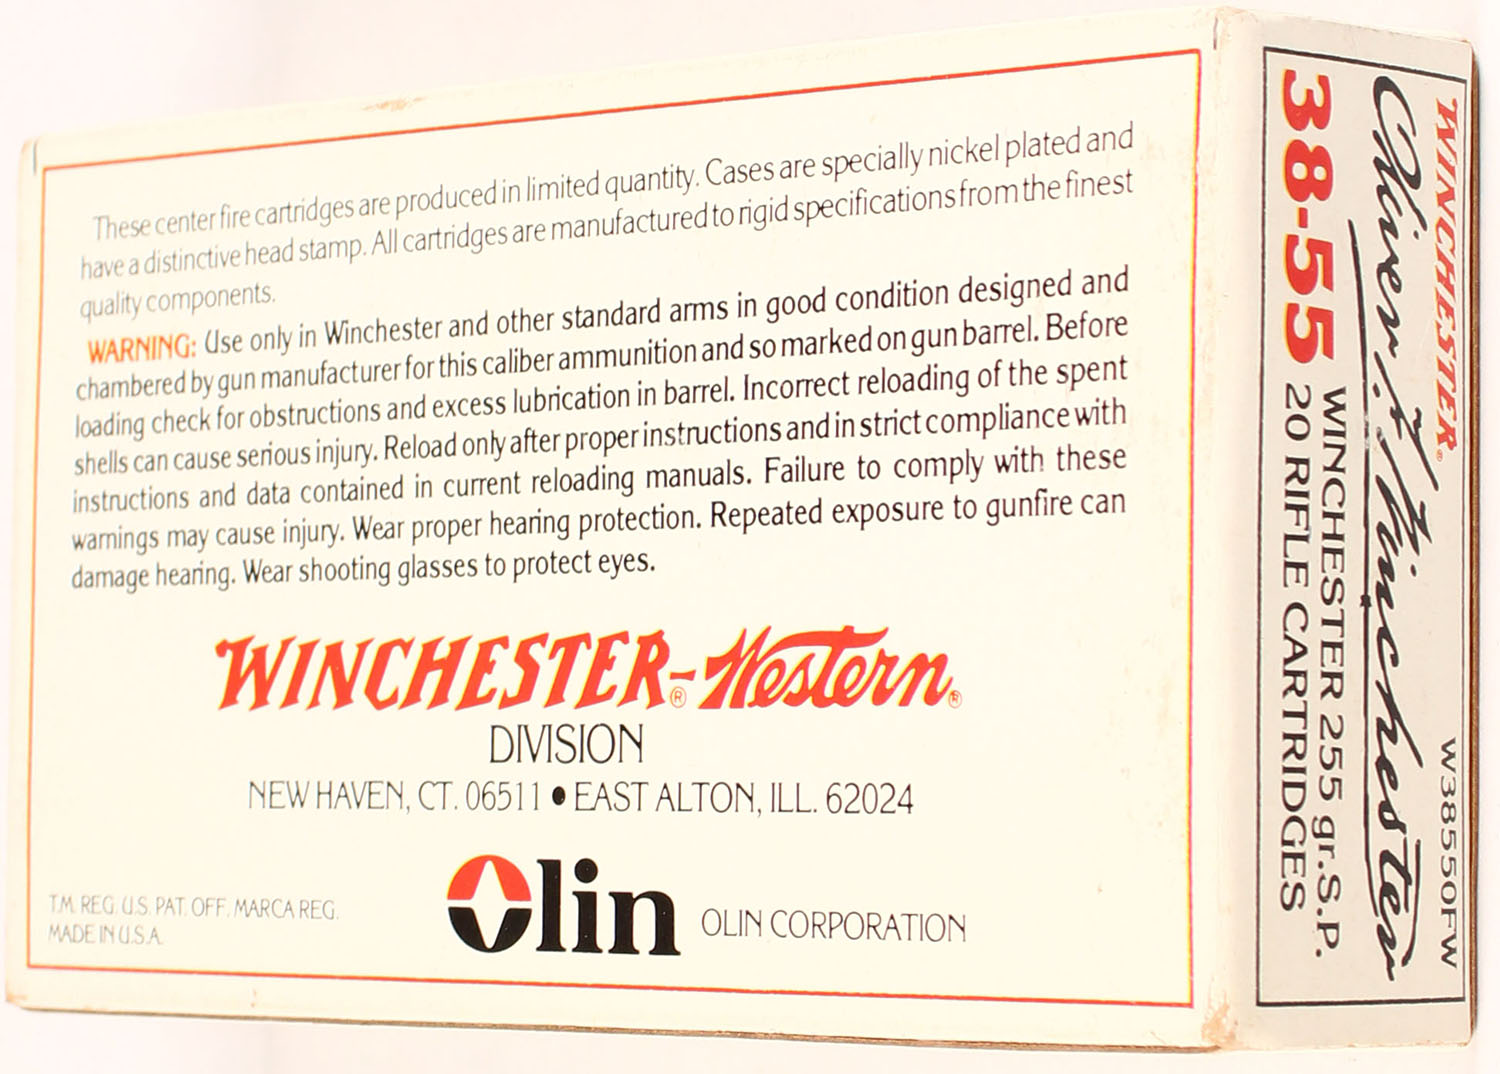 These center fire cartridges are produced in limited quantity. Cases are specially nickel plated and
have a distinctive head stamp. All cartridges are manufactured to rigid specifications from the finest
quality components.
WARNING: Use only in Winchester and other standard arms in good condition designed and
chambered by gun manufacturer for this caliber ammunition and so marked on gun barrel. Before
loading check for obstructions and excess lubrication in barrel. Incorrect reloading of the spent
shells can cause serious injury. Reload only after proper instructions and in strict compliance with
instructions and data contained in current reloading manuals. Failure to comply with these
warnings may cause injury. Wear proper hearing protection. Repeated exposure to gunfire can
damage hearing. Wear shooting glasses to protect eyes.
WINCHESTER®-Western®
DIVISION
NEW HAVEN, CT. 06511 ● EAST ALTON, ILL. 62024
T.M. REG. U.S. PAT. OFF. MARCA REG.
MADE IN U.S.A.
Olin
OLIN CORPORATION
WINCHESTER® W3855OFW
Oliver F. Winchester
38-55 WINCHESTER 255 gr. S.P.
20 RIFLE CARTRIDGES